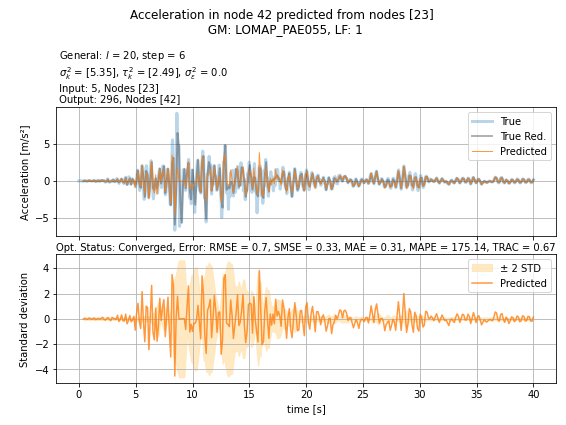 Acceleration in node 42 predicted from nodes [23]
GM: LOMAP_PAE055, LF: 1
General: l = 20, step = 6
σ²ₖ = [5.35], τ²ₖ = [2.49], σ²ε = 0.0
Input: 5, Nodes [23]
Output: 296, Nodes [42]
Acceleration [m/s²]
5
0
−5
True
True Red.
Predicted
Opt. Status: Converged, Error: RMSE = 0.7, SMSE = 0.33, MAE = 0.31, MAPE = 175.14, TRAC = 0.67
Standard deviation
4
2
0
−2
−4
± 2 STD
Predicted
0 5 10 15 20 25 30 35 40
time [s]